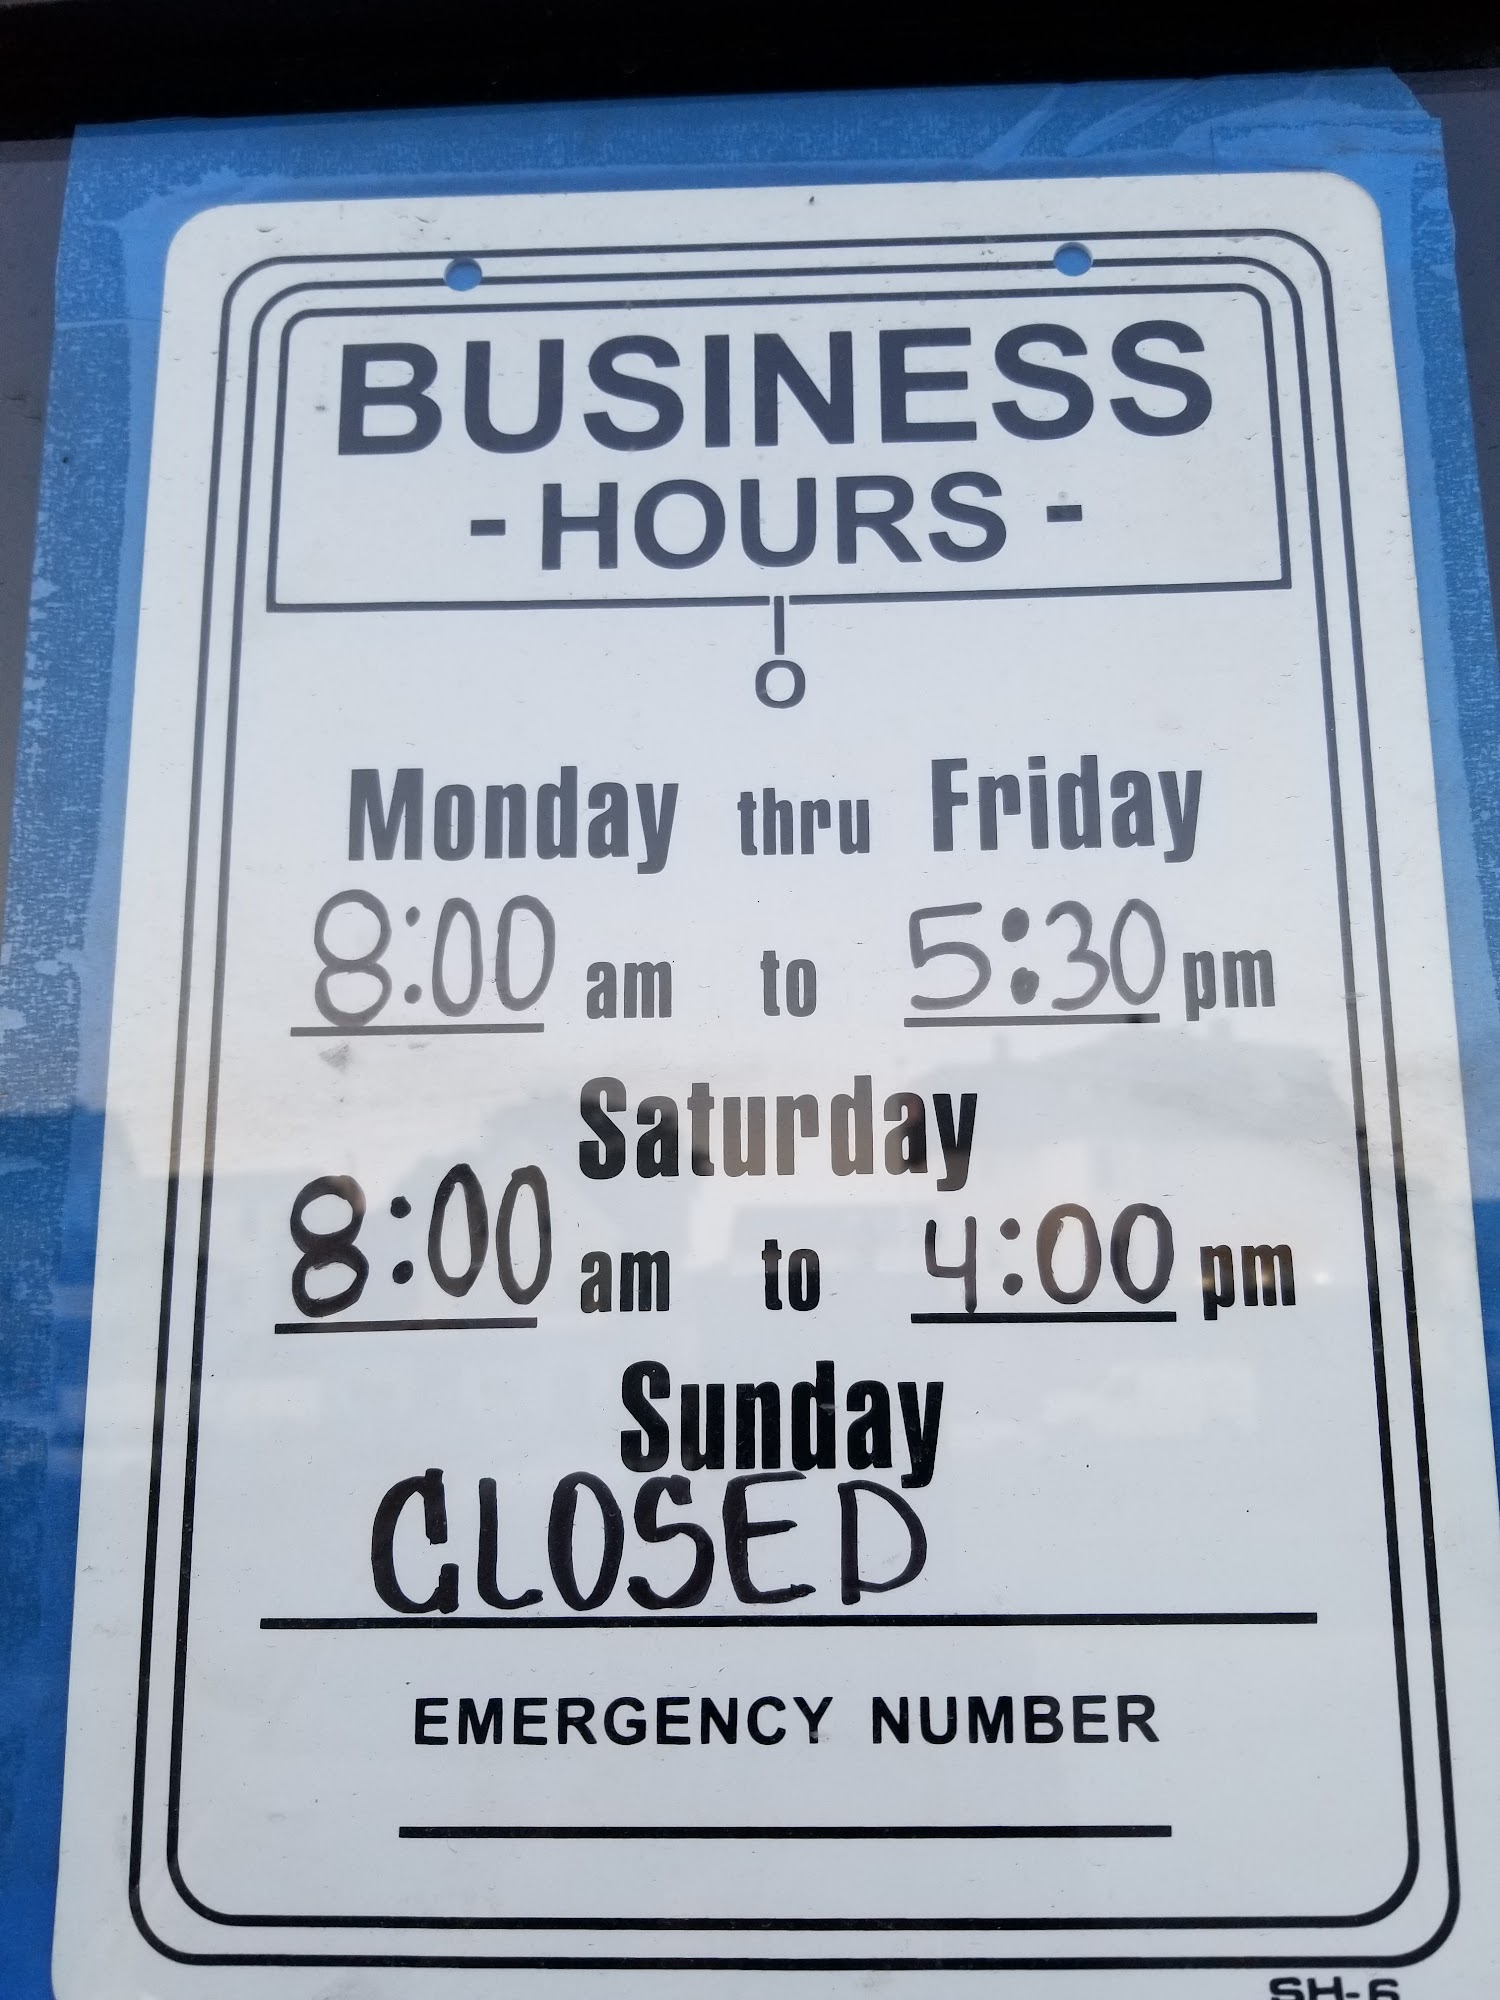 BUSINESS
- HOURS -
Monday thru Friday
8:00 am to 5:30 pm
Saturday
8:00 am to 4:00 pm
Sunday
CLOSED
EMERGENCY NUMBER
SH-6